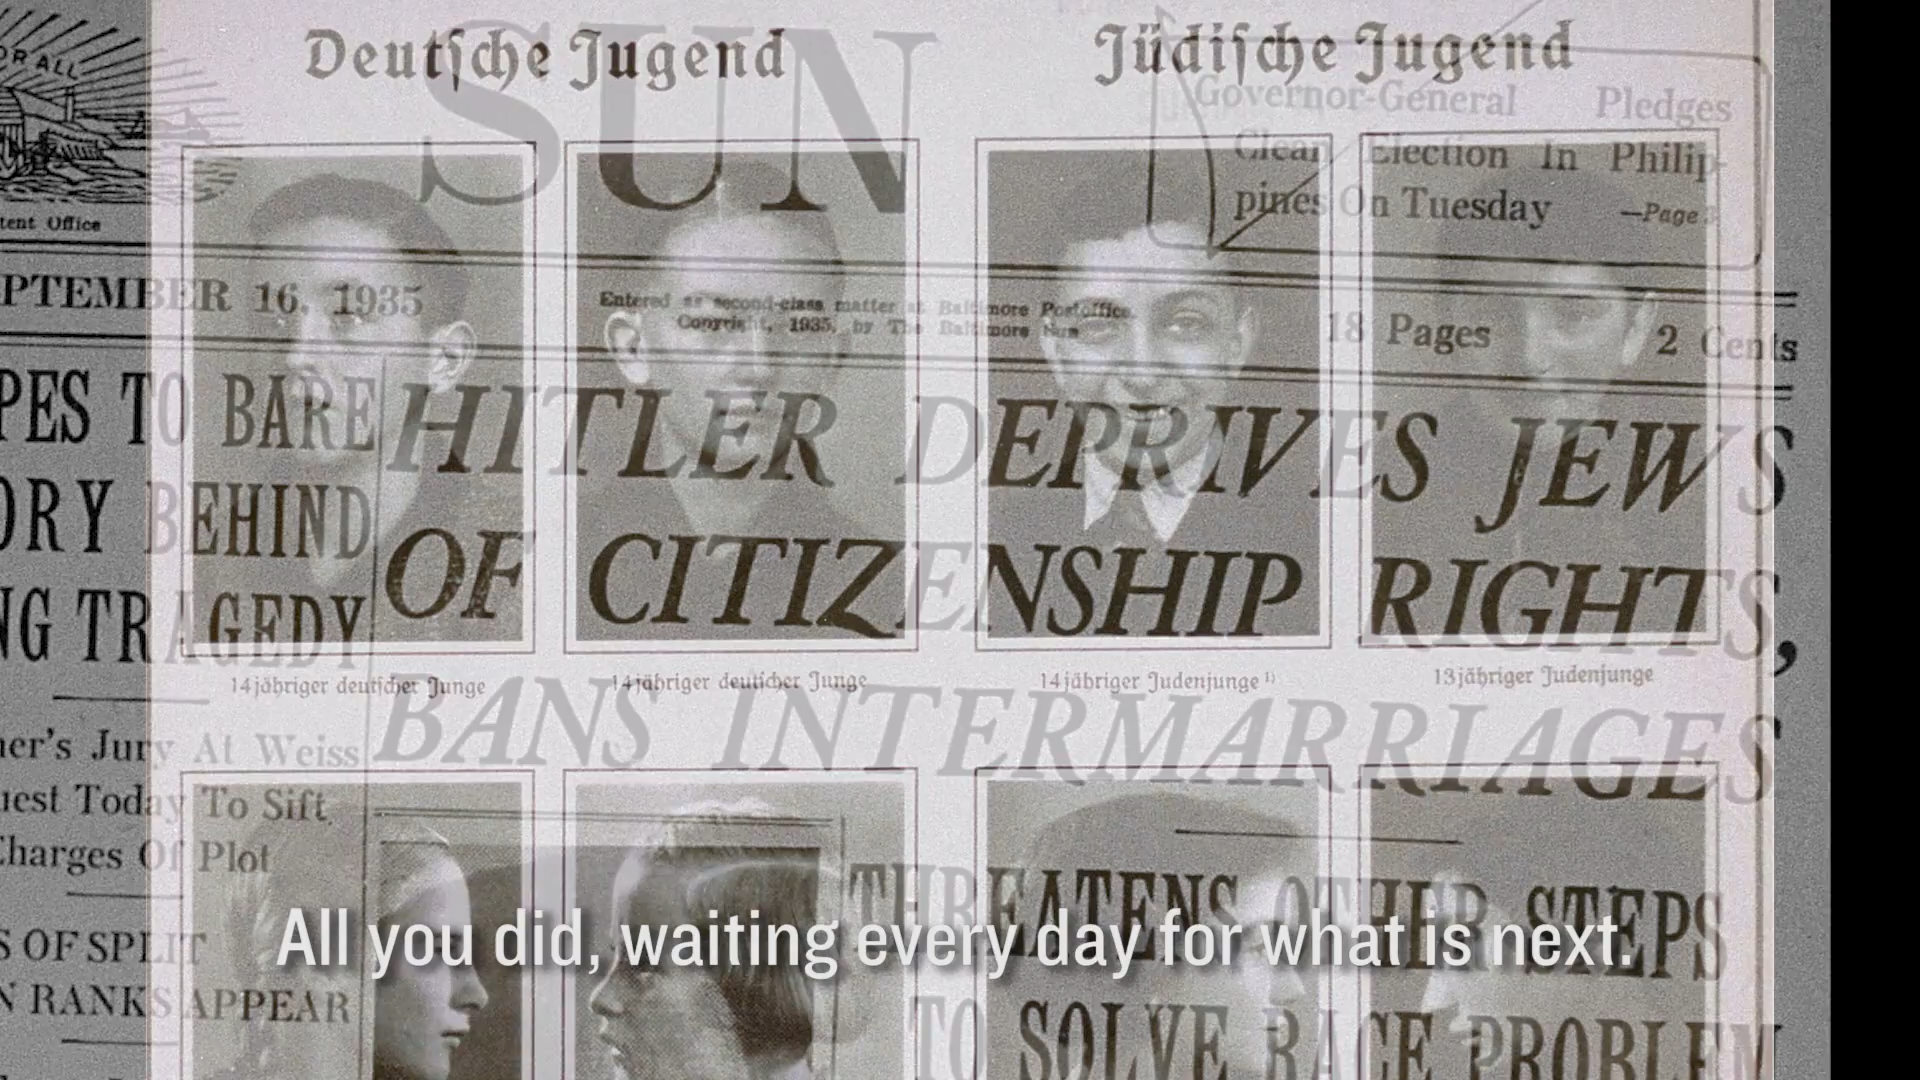 Deutſche Jugend
Jüdiſche Jugend
OR ALL
SUN
Governor-General Pledges
Clean Election In Philip-
pines On Tuesday —Page
tent Office
PTEMBER 16, 1935
Entered as second-class matter at Baltimore Postoffice.
Copyright, 1935, by The Baltimore Sun
18 Pages
2 Cents
PES TO BARE
ORY BEHIND
NG TRAGEDY
HITLER DEPRIVES JEWS
OF CITIZENSHIP RIGHTS,
BANS INTERMARRIAGES
14jähriger deutſcher Junge
14jähriger deutſcher Junge
14jähriger Judenjunge ¹⁾
13jähriger Judenjunge
ner's Jury At Weiss
uest Today To Sift
Charges Of Plot
S OF SPLIT
N RANKS APPEAR
THREATENS OTHER STEPS
TO SOLVE RACE PROBLEM
All you did, waiting every day for what is next.